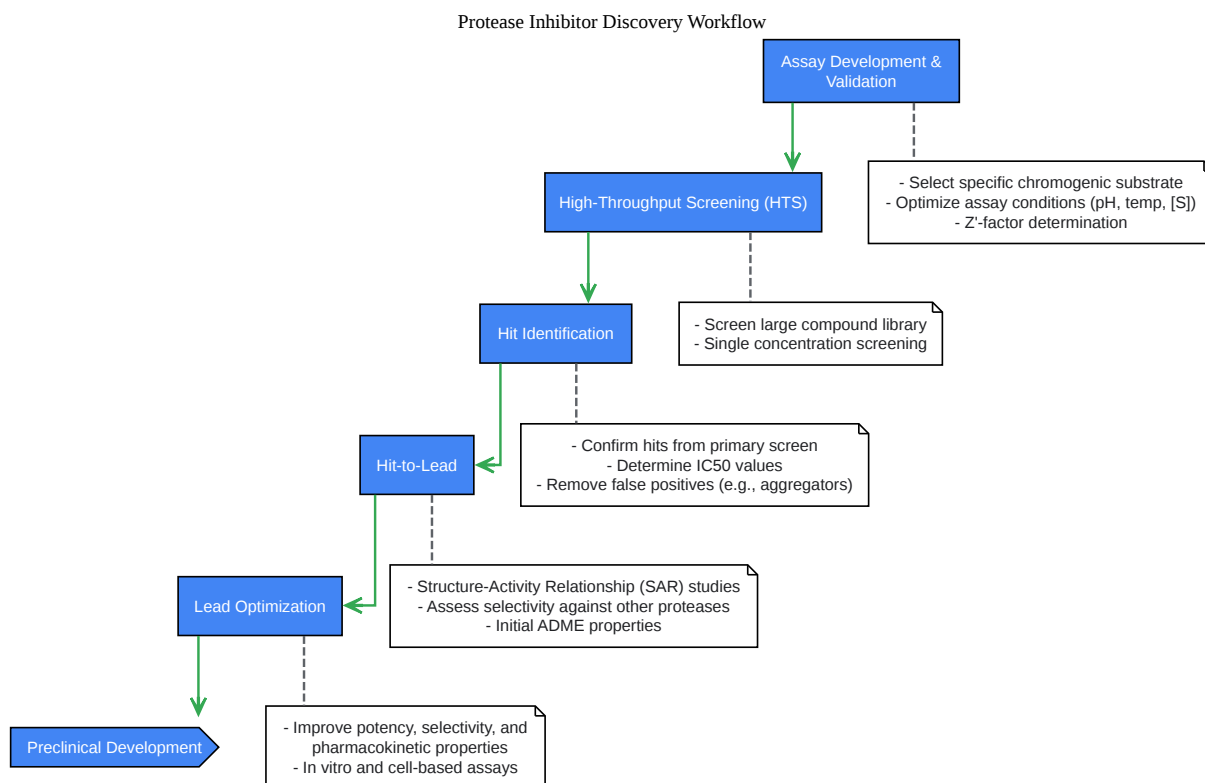 Protease Inhibitor Discovery Workflow
Assay Development &
Validation
- Select specific chromogenic substrate
- Optimize assay conditions (pH, temp, [S])
- Z'-factor determination
High-Throughput Screening (HTS)
- Screen large compound library
- Single concentration screening
Hit Identification
- Confirm hits from primary screen
- Determine IC50 values
- Remove false positives (e.g., aggregators)
Hit-to-Lead
- Structure-Activity Relationship (SAR) studies
- Assess selectivity against other proteases
- Initial ADME properties
Lead Optimization
- Improve potency, selectivity, and
pharmacokinetic properties
- In vitro and cell-based assays
Preclinical Development